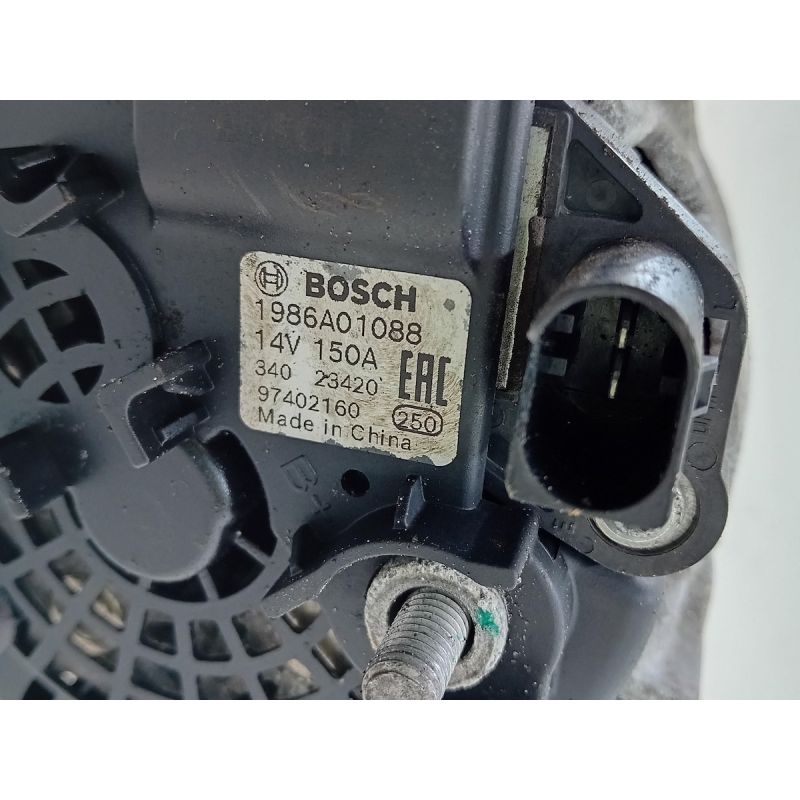 BOSCH
1986A01088
14V 150A
340 23420
EAC
97402160
250
Made in China
B+